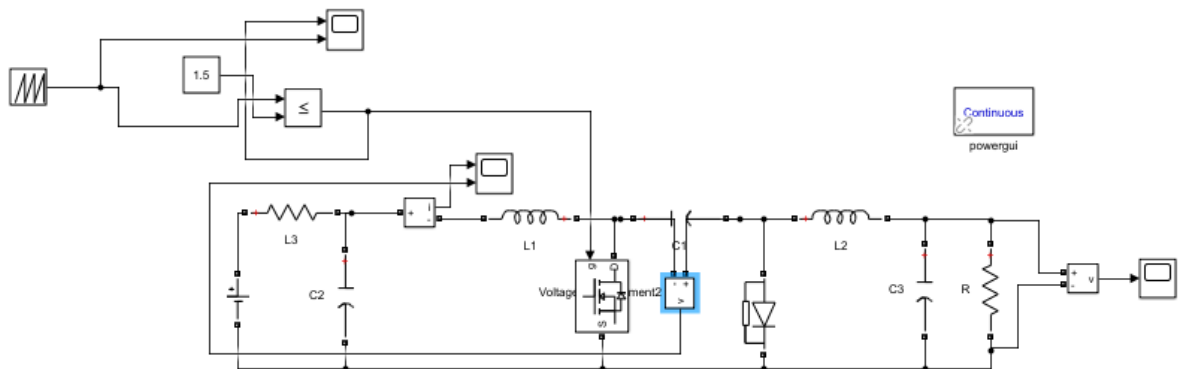 1.5
≤
Continuous
powergui
i
+
-
L3
L1
C1
L2
g
D
S
C2
Voltage
ment2
- +
v
C3
R
+
-
v